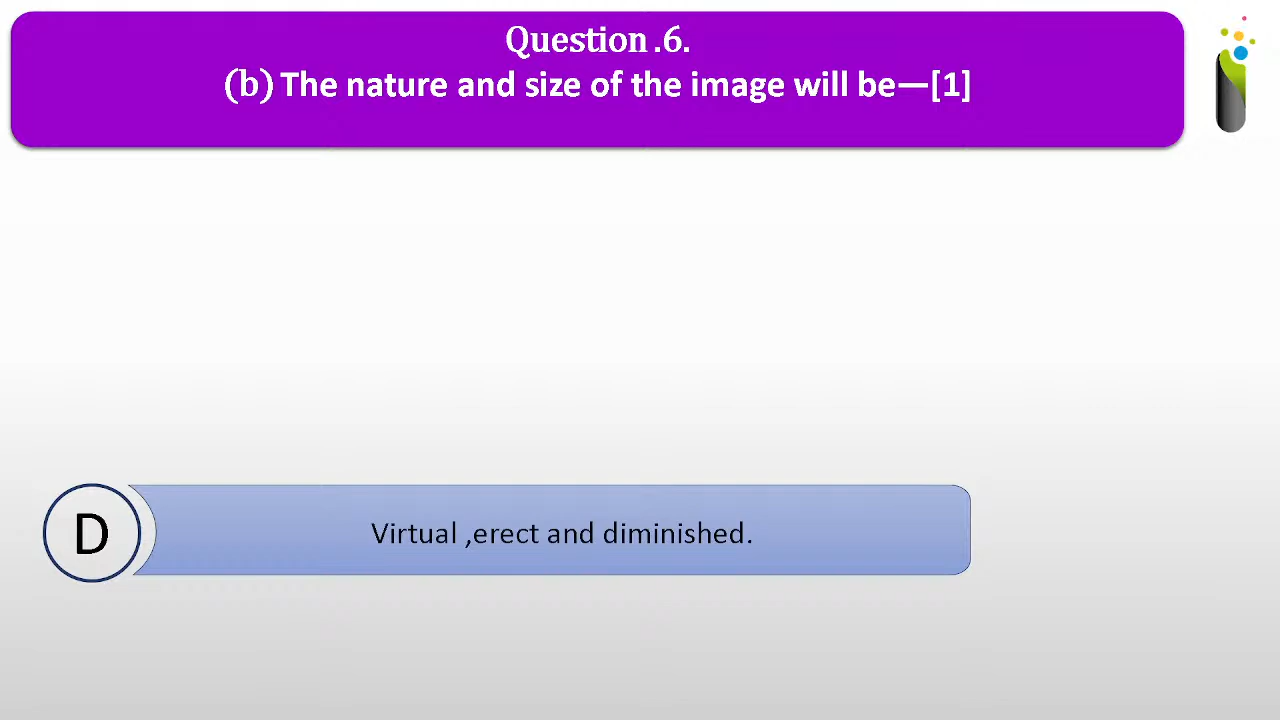 Question .6.
(b) The nature and size of the image will be—[1]
D
Virtual ,erect and diminished.